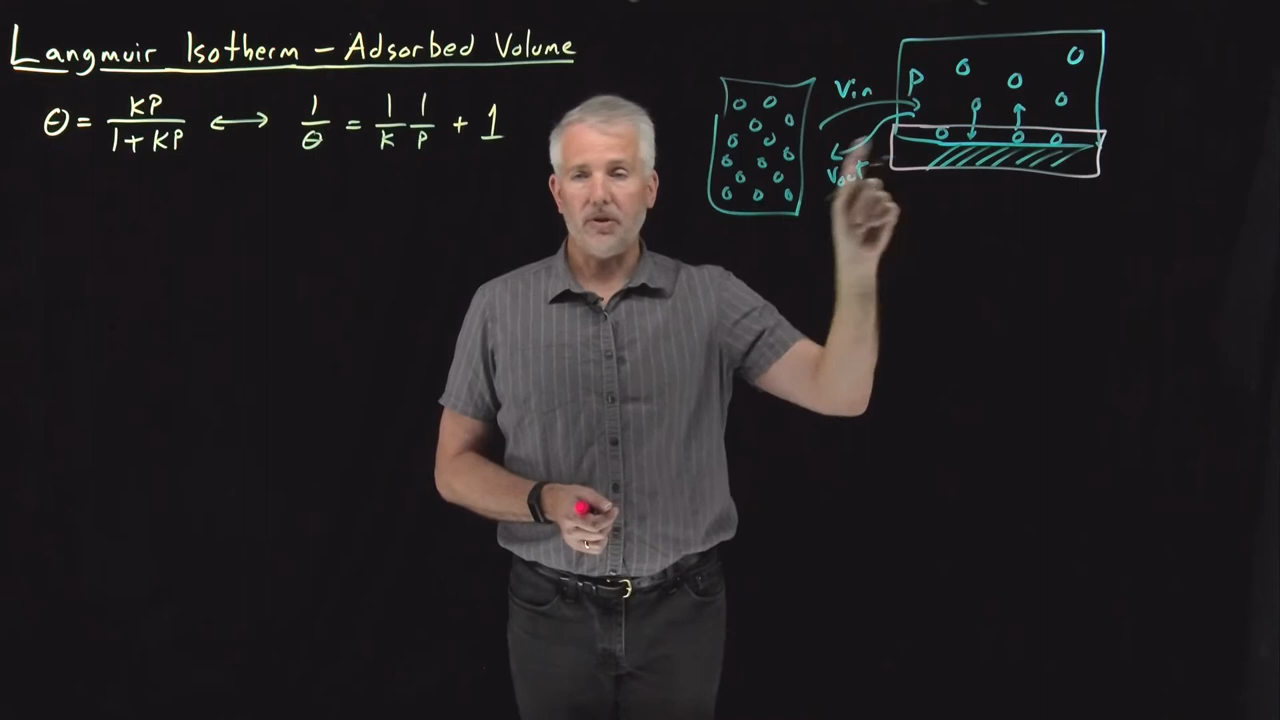 Langmuir Isotherm – Adsorbed Volume
θ = KP / 1 + KP ⟷ 1/θ = 1/K 1/P + 1
Vin
P
Vout